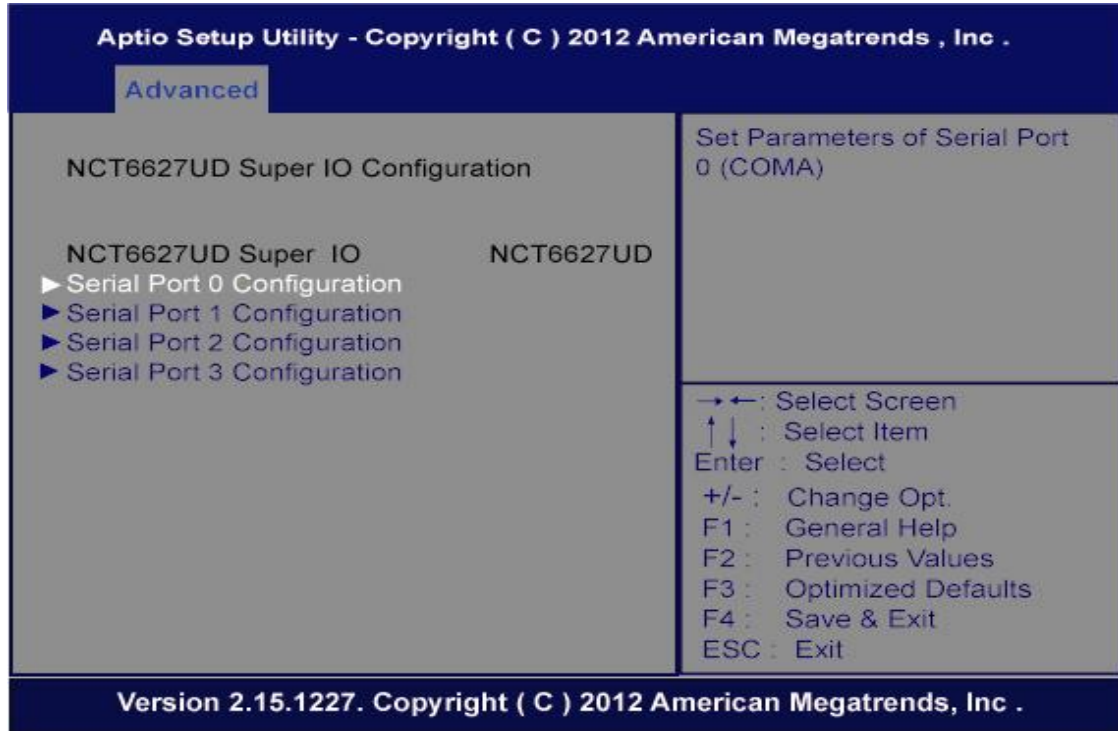 Aptio Setup Utility - Copyright ( C ) 2012 American Megatrends , Inc .
Advanced
NCT6627UD Super IO Configuration
NCT6627UD Super IO NCT6627UD
▶Serial Port 0 Configuration
▶Serial Port 1 Configuration
▶Serial Port 2 Configuration
▶Serial Port 3 Configuration
Set Parameters of Serial Port
0 (COMA)
→←: Select Screen
↑↓ : Select Item
Enter : Select
+/- : Change Opt.
F1 : General Help
F2 : Previous Values
F3 : Optimized Defaults
F4 : Save & Exit
ESC : Exit
Version 2.15.1227. Copyright ( C ) 2012 American Megatrends, Inc .